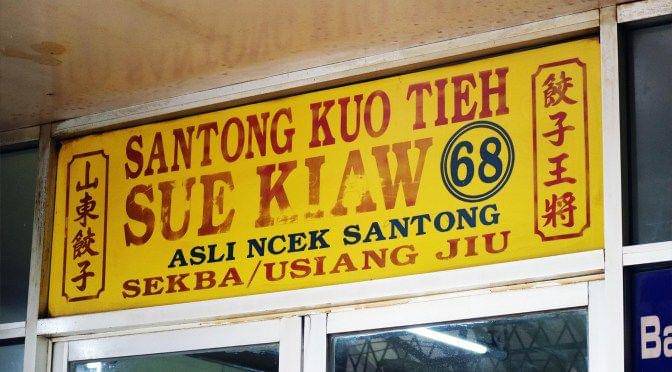 山東餃子
SANTONG KUO TIEH
SUE KIAW
68
ASLI NCEK SANTONG
SEKBA/USIANG JIU
餃子王將
Ba